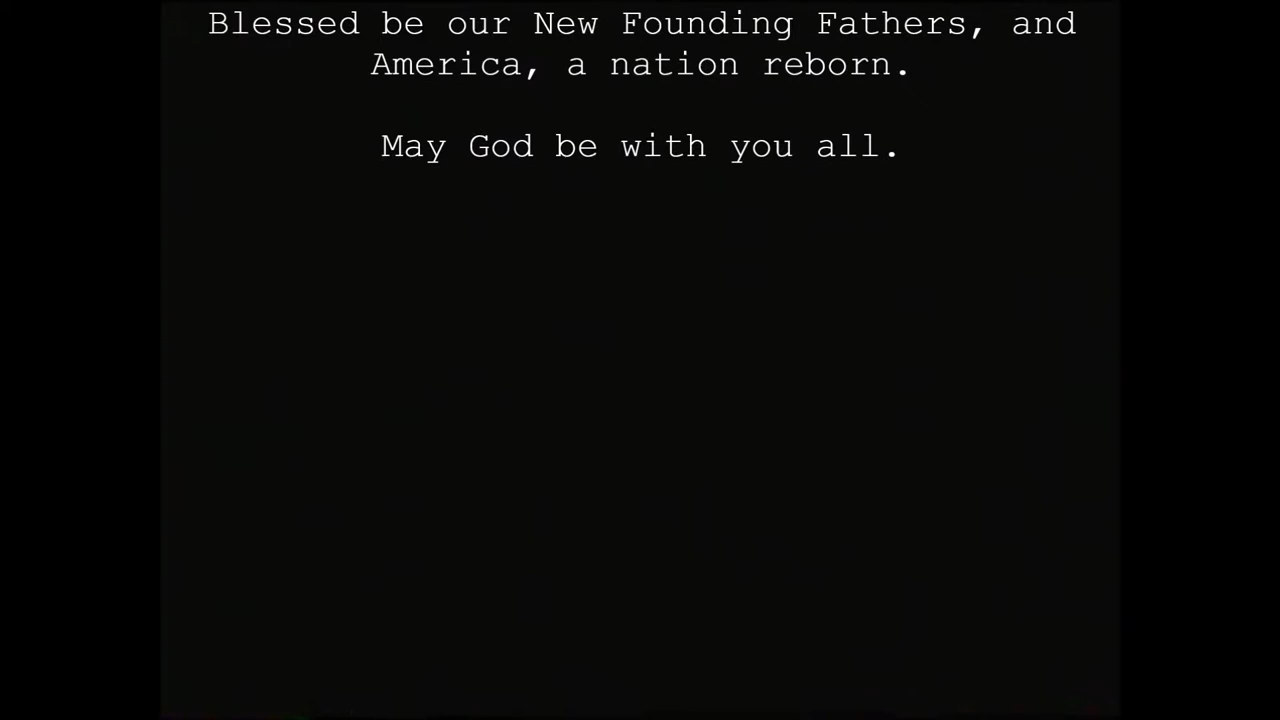 Blessed be our New Founding Fathers, and
America, a nation reborn.
May God be with you all.